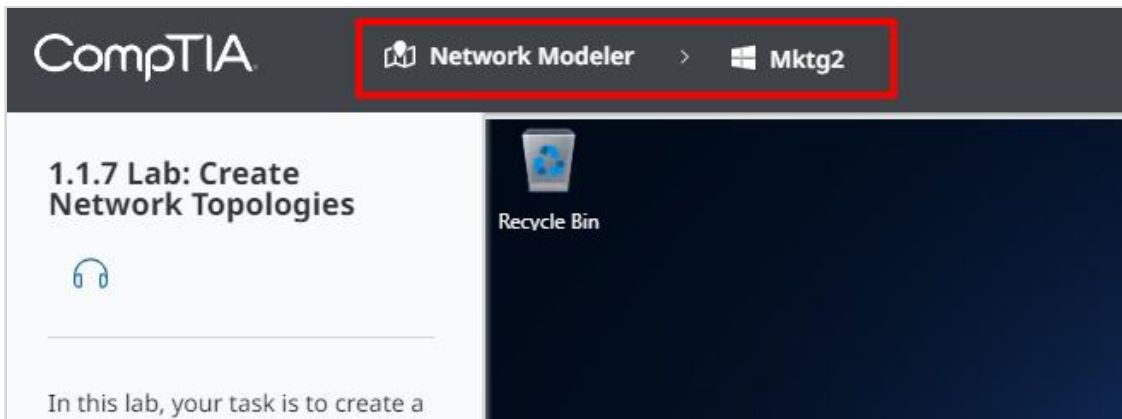 CompTIA.
Network Modeler > Mktg2
1.1.7 Lab: Create
Network Topologies
Recycle Bin
In this lab, your task is to create a